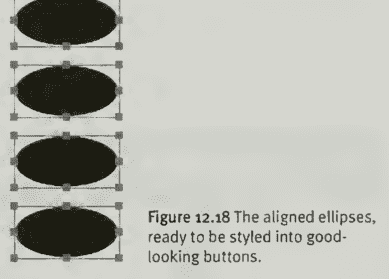 Figure 12.18 The aligned ellipses,
ready to be styled into good-
looking buttons.